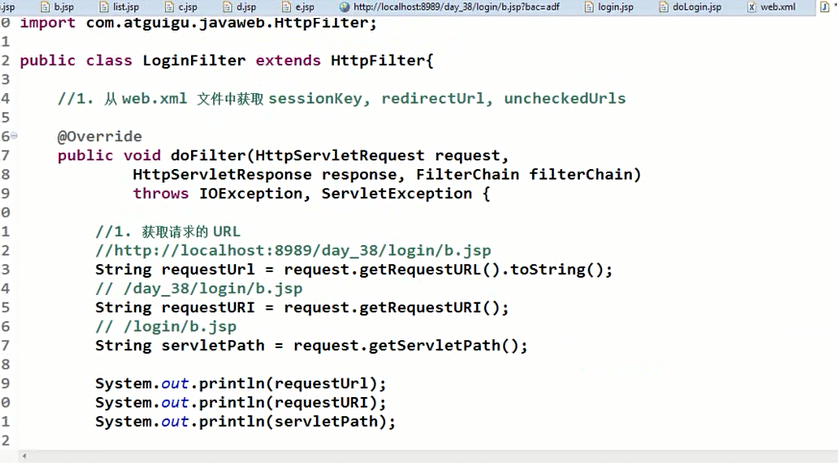 .jsp b.jsp list.jsp c.jsp d.jsp e.jsp http://localhost:8989/day_38/login/b.jsp?bac=adf login.jsp doLogin.jsp web.xml
0 import com.atguigu.javaweb.HttpFilter;
1
2 public class LoginFilter extends HttpFilter{
3
4 //1. 从 web.xml 文件中获取 sessionKey, redirectUrl, uncheckedUrls
5
6 @Override
7 public void doFilter(HttpServletRequest request,
8 HttpServletResponse response, FilterChain filterChain)
9 throws IOException, ServletException {
0
1 //1. 获取请求的 URL
2 //http://localhost:8989/day_38/login/b.jsp
3 String requestUrl = request.getRequestURL().toString();
4 // /day_38/login/b.jsp
5 String requestURI = request.getRequestURI();
6 // /login/b.jsp
7 String servletPath = request.getServletPath();
8
9 System.out.println(requestUrl);
0 System.out.println(requestURI);
1 System.out.println(servletPath);
2